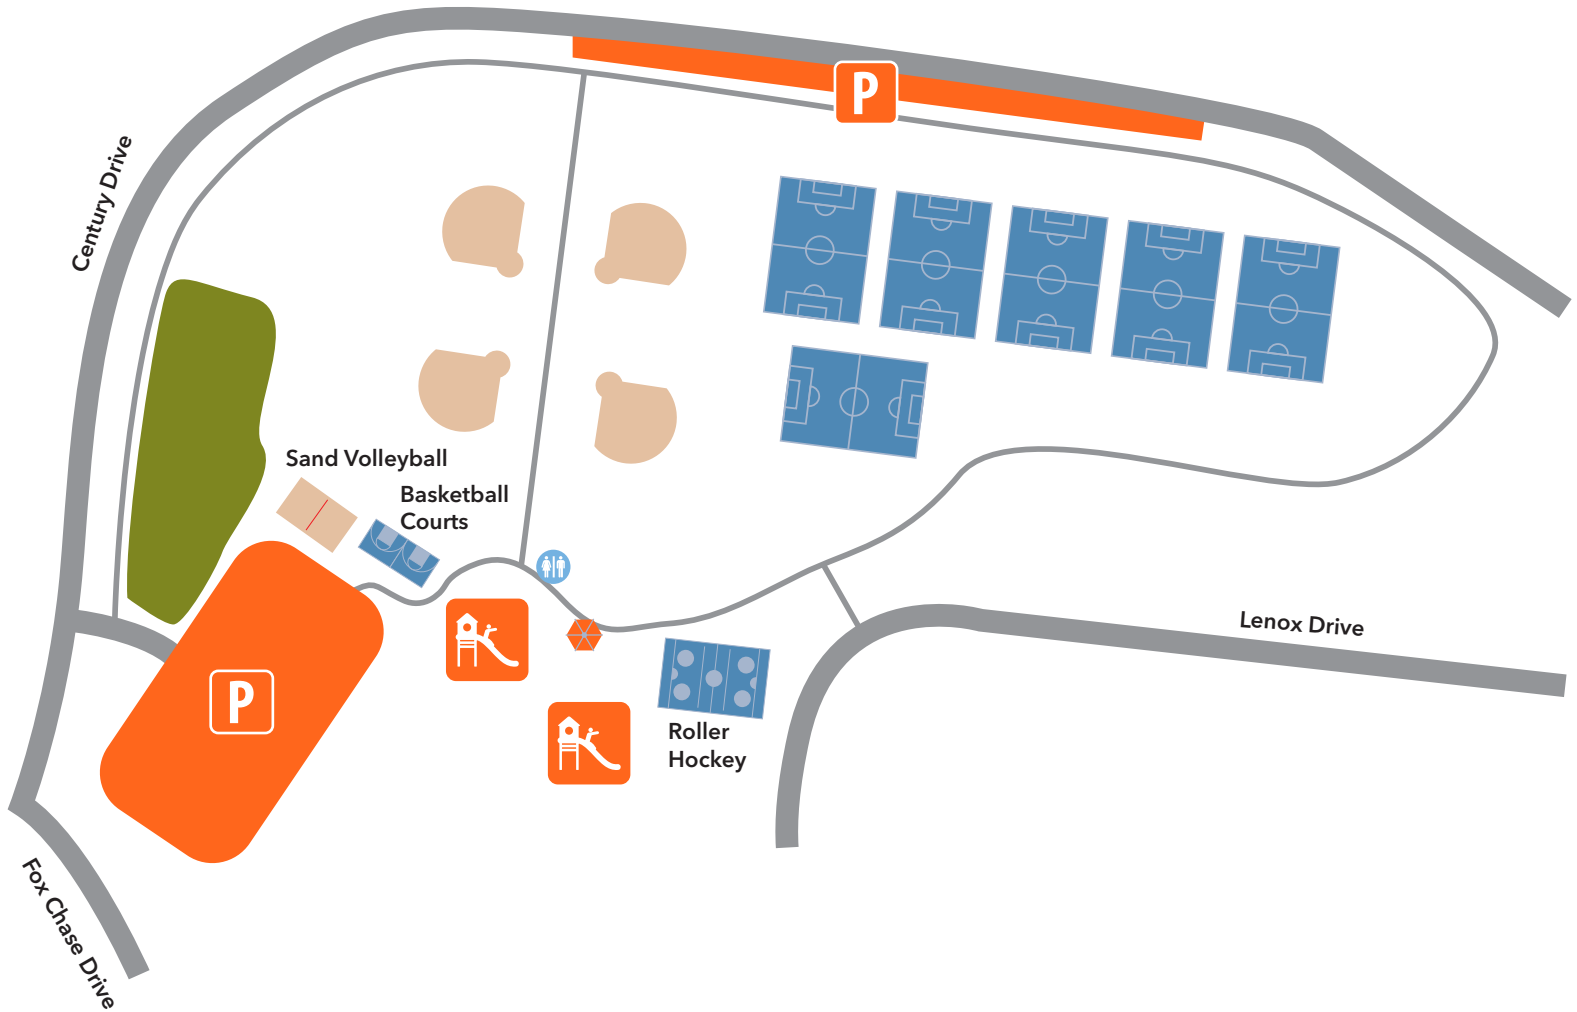 P
Century Drive
Sand Volleyball
Basketball
Courts
Lenox Drive
P
Roller
Hockey
Fox Chase Drive